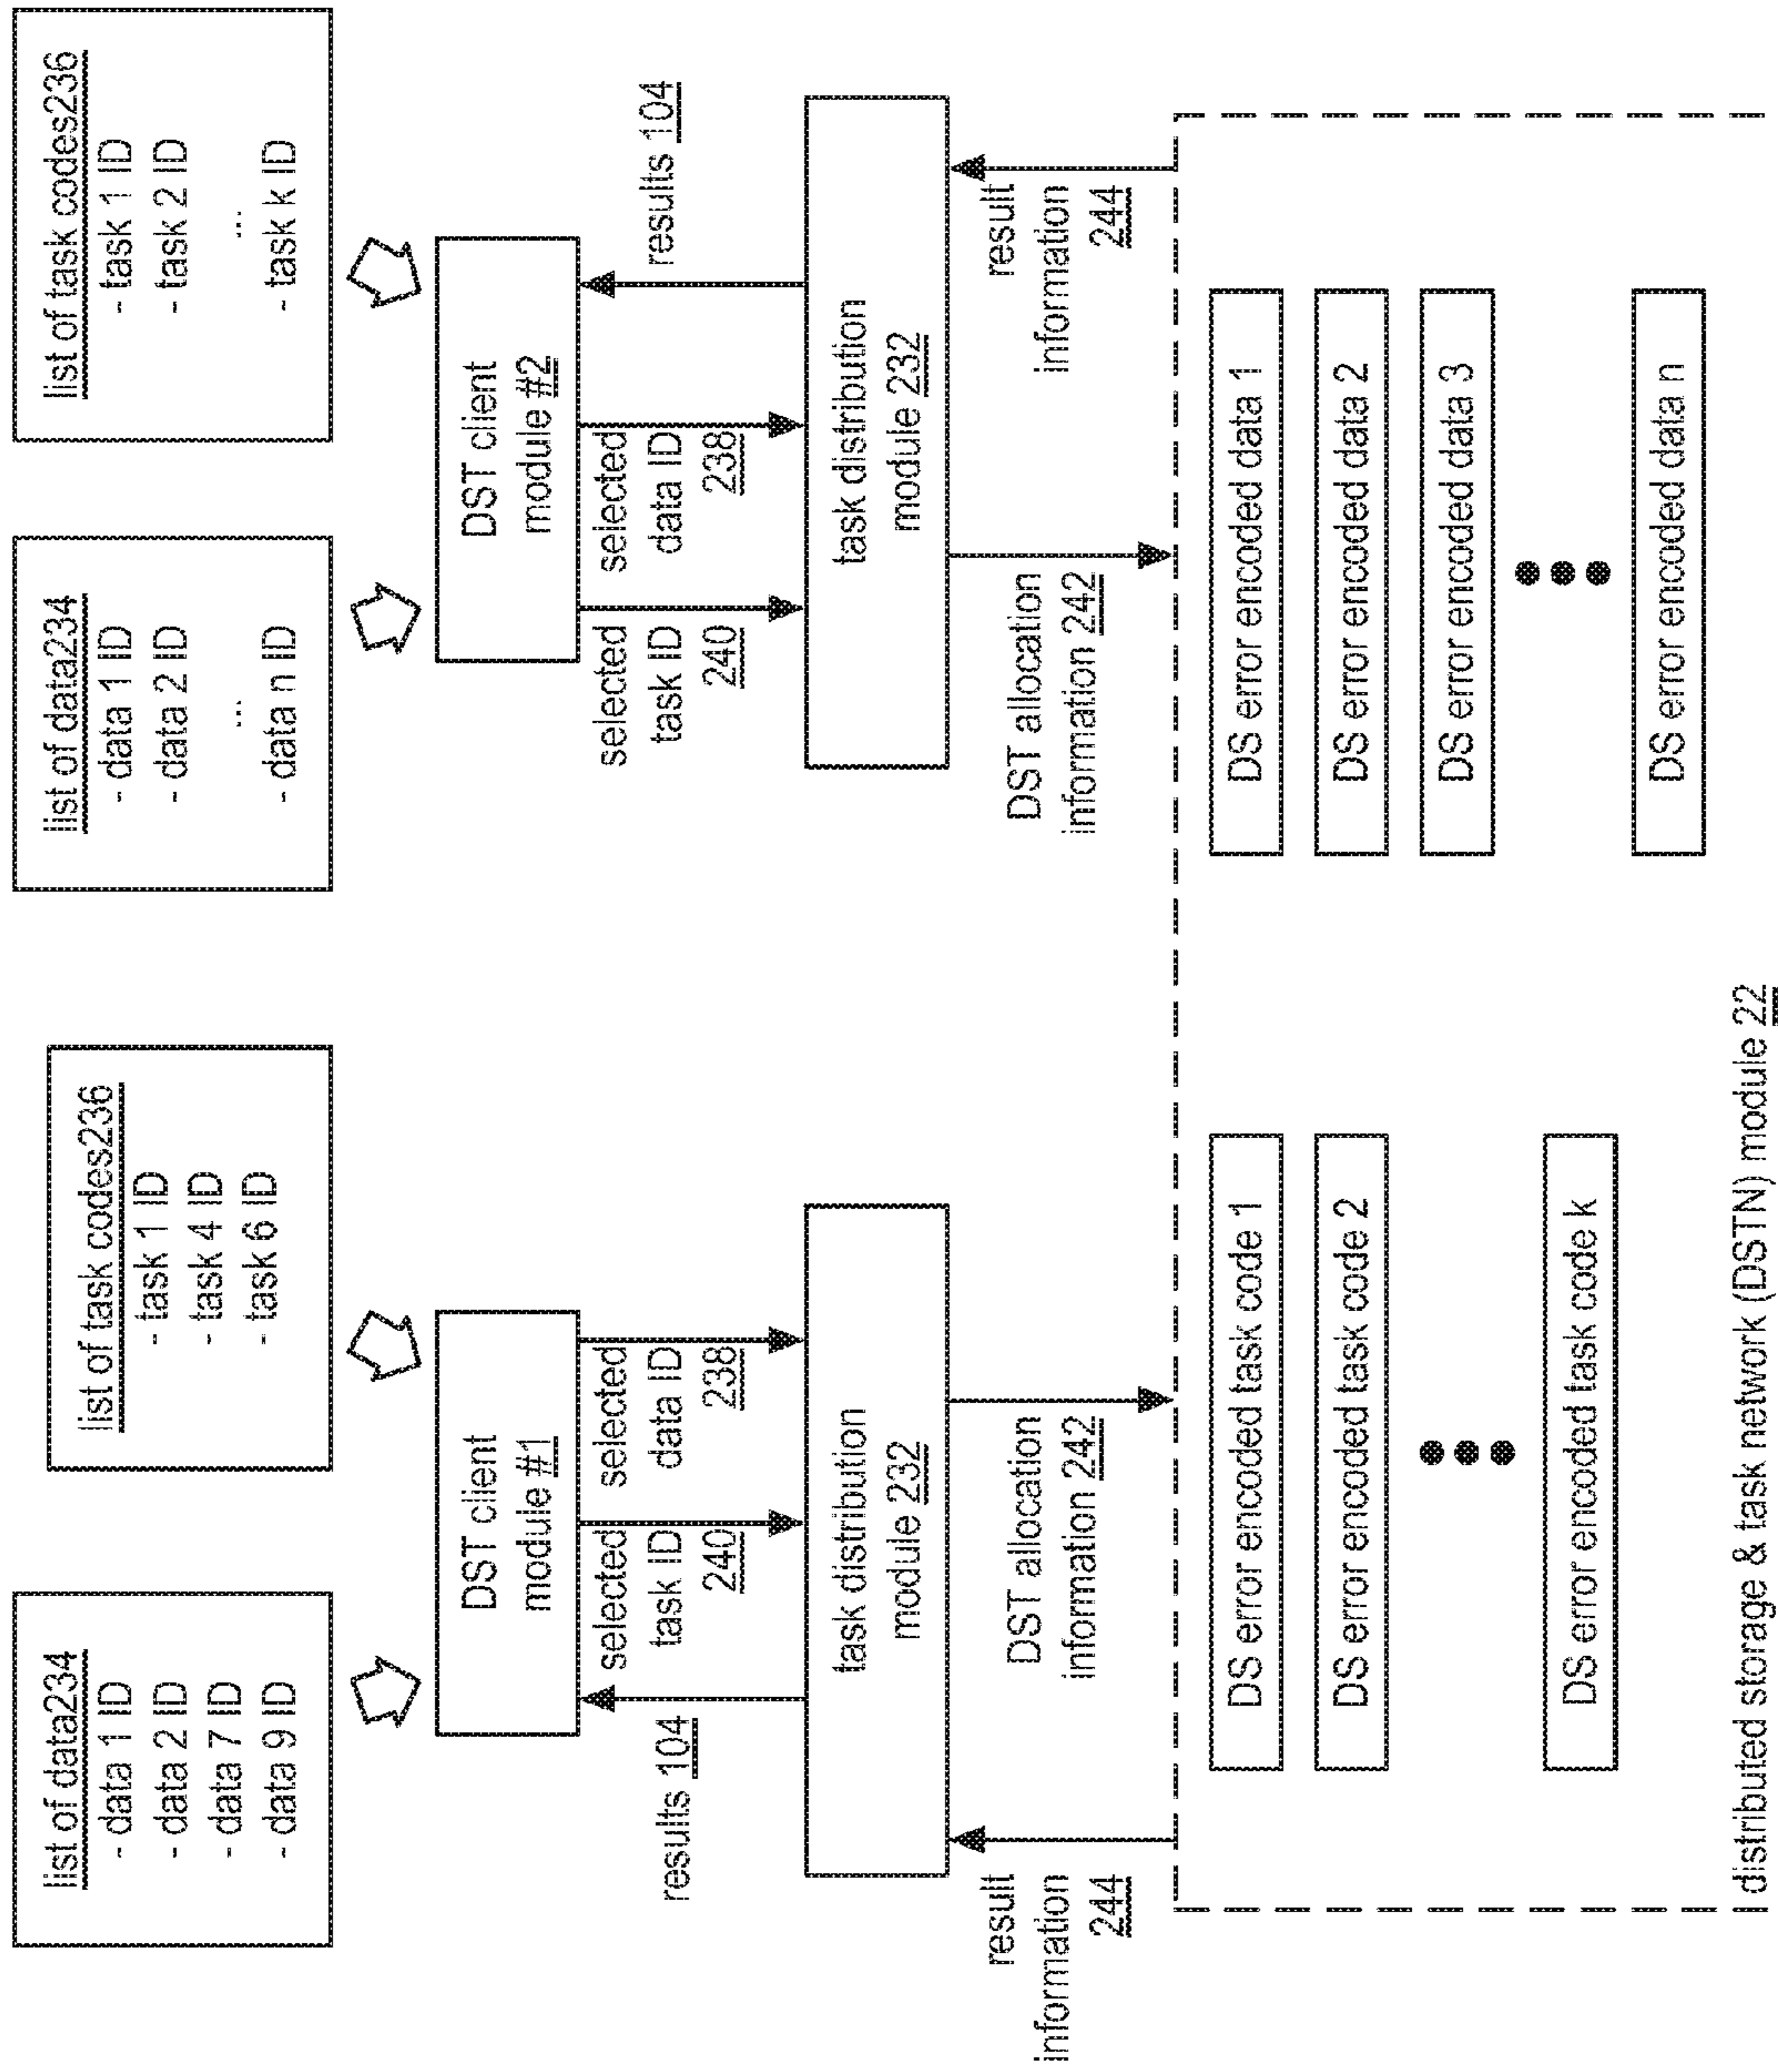 list of data234
- data 1 ID
- data 2 ID
- data 7 ID
- data 9 ID
list of task codes236
- task 1 ID
- task 4 ID
- task 6 ID
list of data234
- data 1 ID
- data 2 ID
...
- data n ID
list of task codes236
- task 1 ID
- task 2 ID
...
- task k ID
DST client
module #1
DST client
module #2
results 104
selected
task ID
240
selected
data ID
238
selected
task ID
240
selected
data ID
238
results 104
task distribution
module 232
task distribution
module 232
result
information
244
DST allocation
information 242
DST allocation
information 242
result
information
244
DS error encoded task code 1
DS error encoded task code 2
DS error encoded task code k
DS error encoded data 1
DS error encoded data 2
DS error encoded data 3
DS error encoded data n
distributed storage & task network (DSTN) module 22